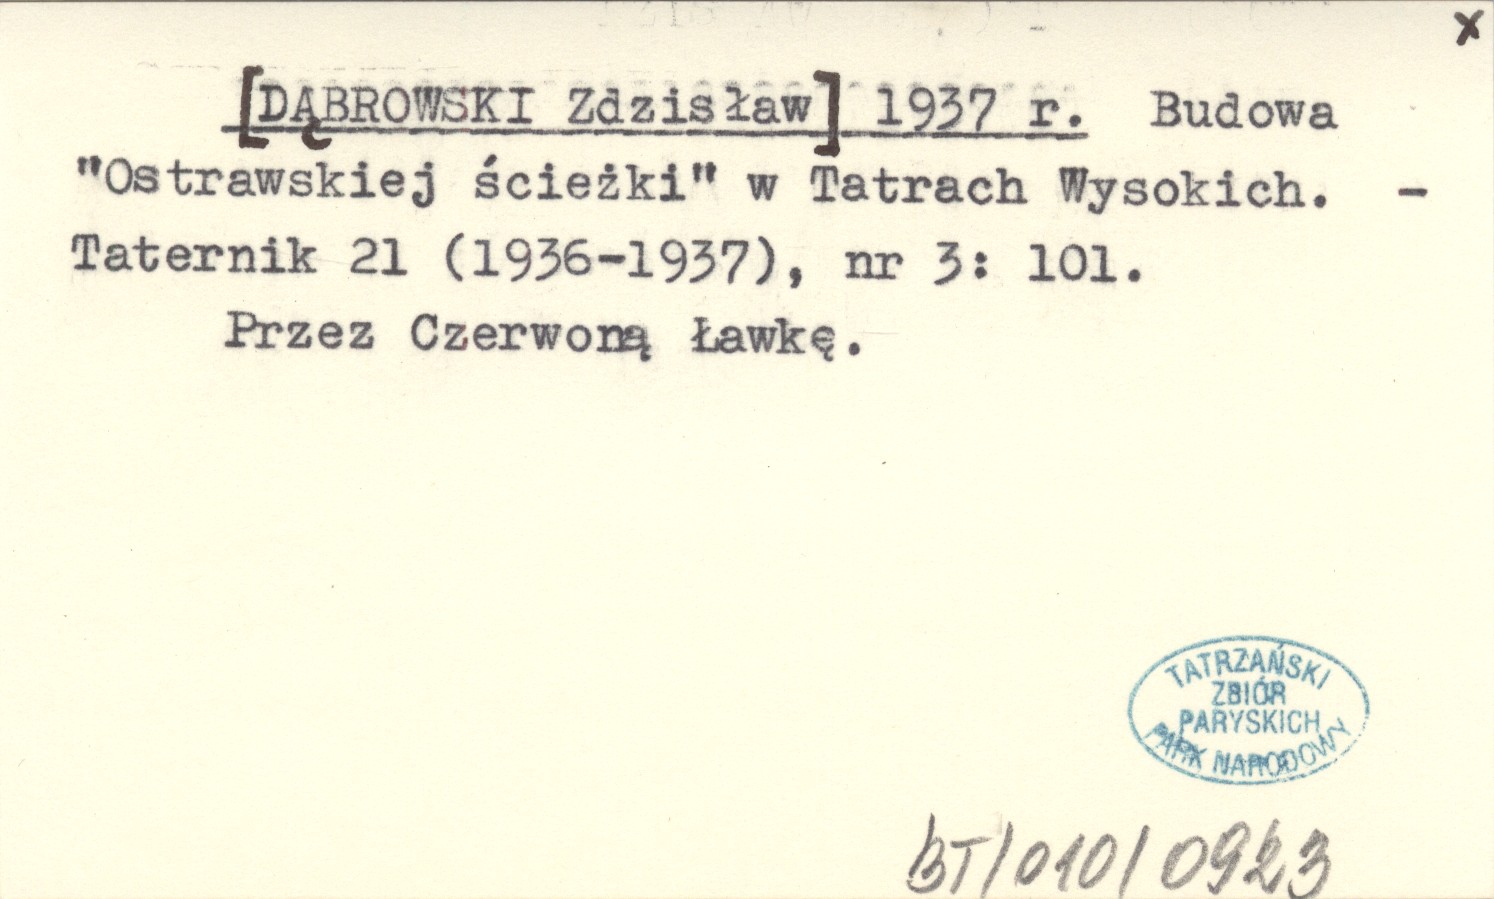 x
[DĄBROWSKI Zdzisław] 1937 r. Budowa
"Ostrawskiej ścieżki" w Tatrach Wysokich. -
Taternik 21 (1936-1937), nr 3: 101.
Przez Czerwoną Ławkę.
TATRZAŃSKI
ZBIÓR
PARYSKICH
PARK NARODOWY
BT/010/0923